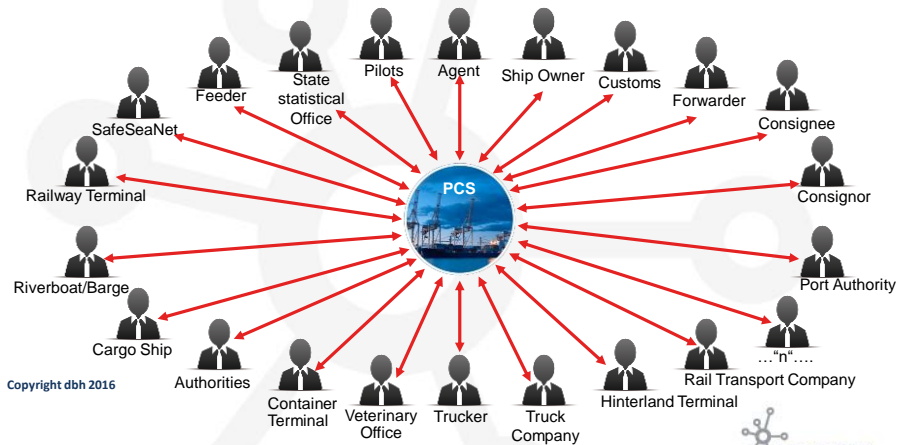 Pilots
Agent
Ship Owner
State
statistical
Office
Customs
Feeder
Forwarder
Consignee
SafeSeaNet
PCS
Railway Terminal
Consignor
Riverboat/Barge
Port Authority
Cargo Ship
…“n“….
Authorities
Rail Transport Company
Copyright dbh 2016
Container
Terminal
Veterinary
Office
Trucker
Truck
Company
Hinterland Terminal